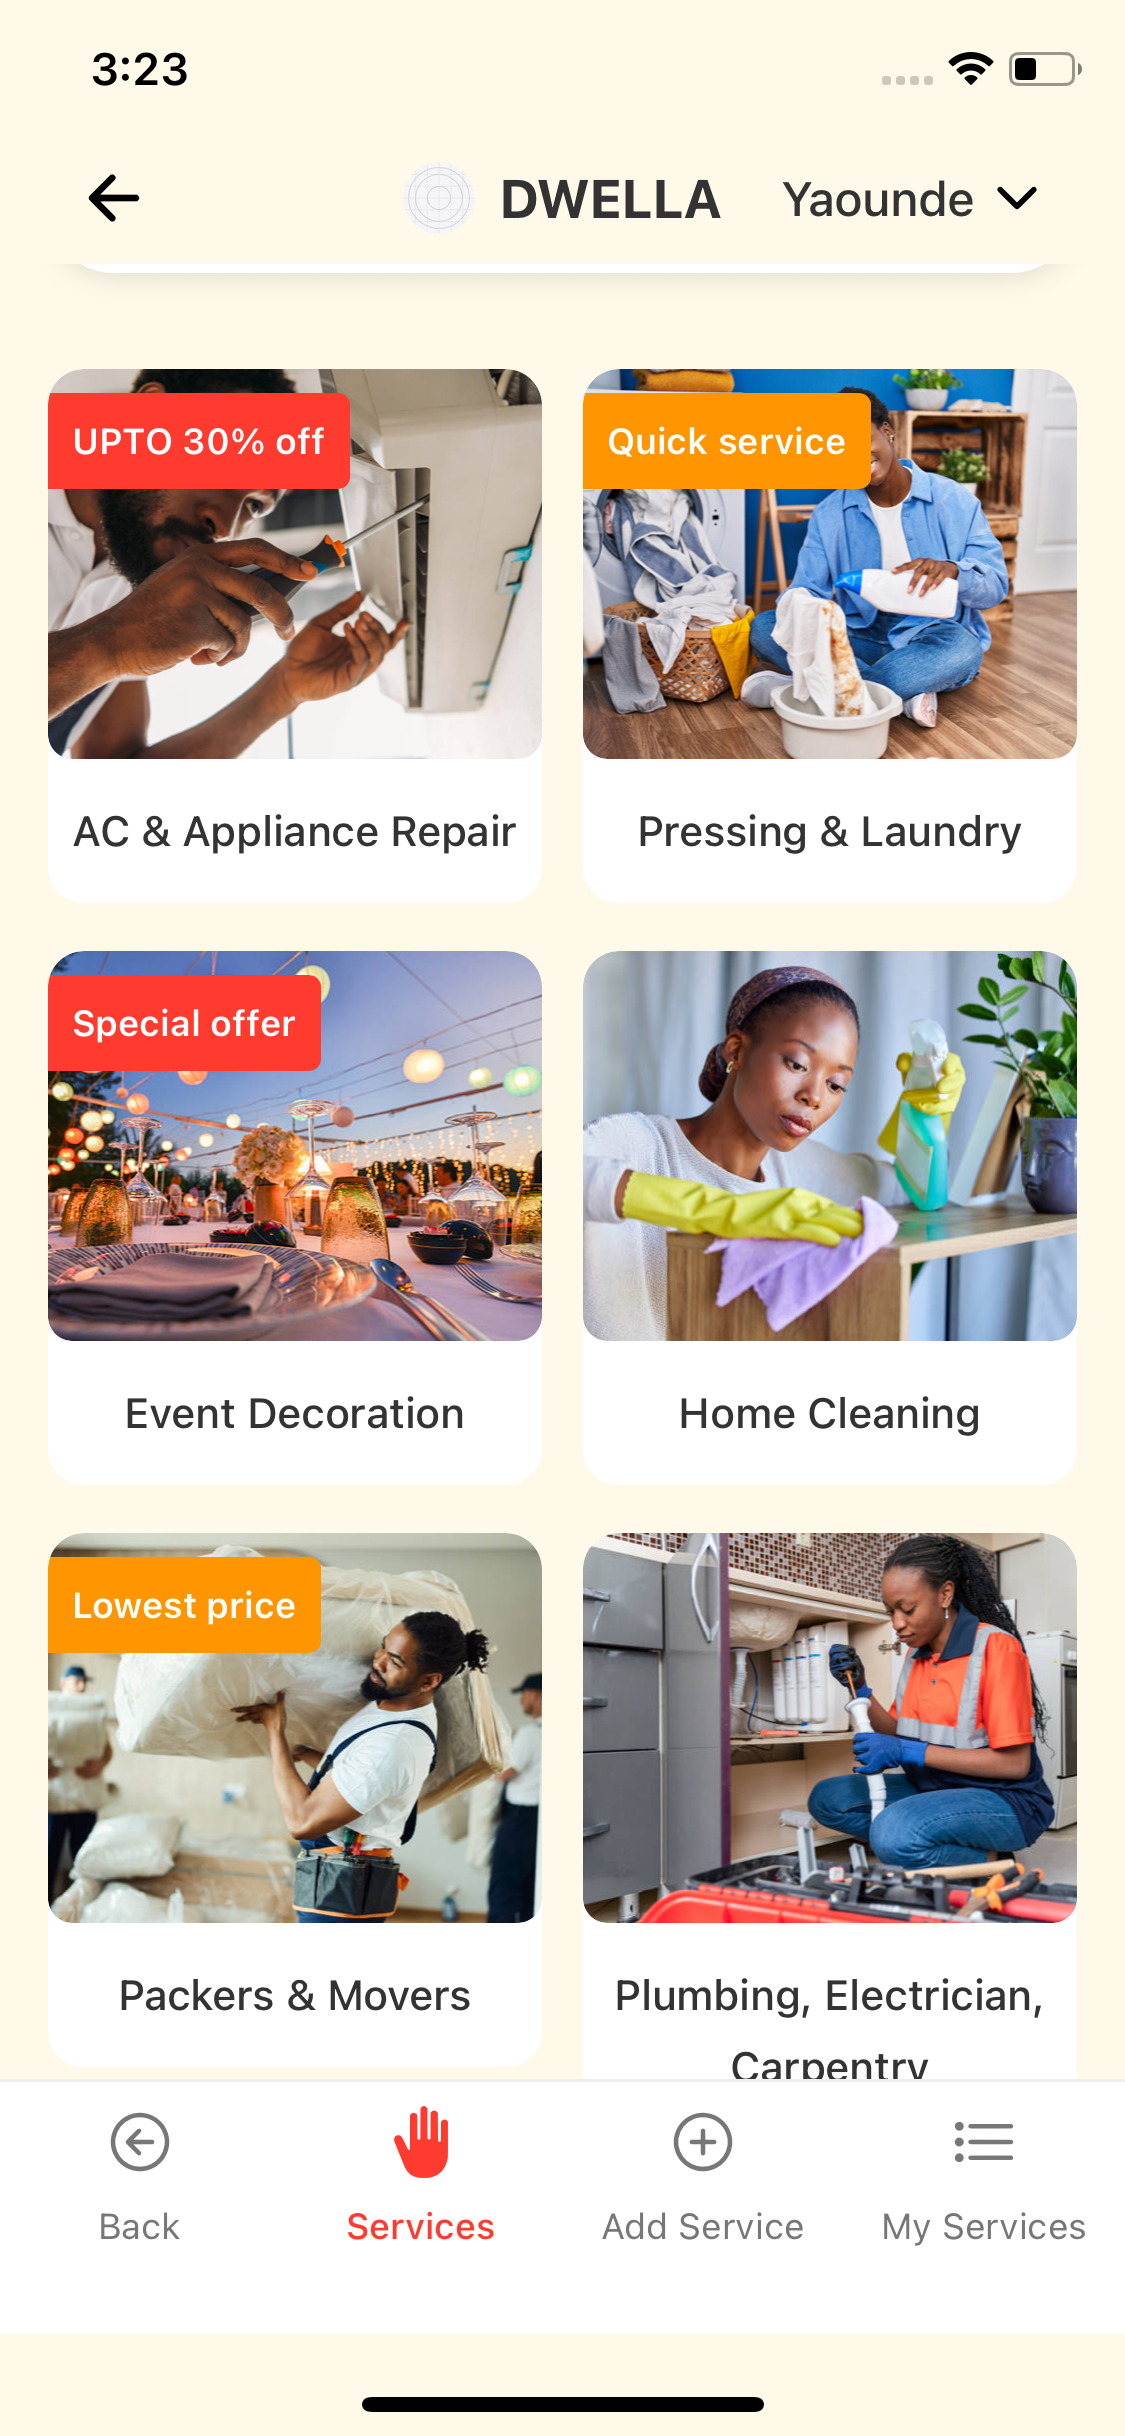 3:23
DWELLA
Yaounde
UPTO 30% off
Quick service
AC & Appliance Repair
Pressing & Laundry
Special offer
Event Decoration
Home Cleaning
Lowest price
Packers & Movers
Plumbing, Electrician,
Carpentry
Back
Services
Add Service
My Services